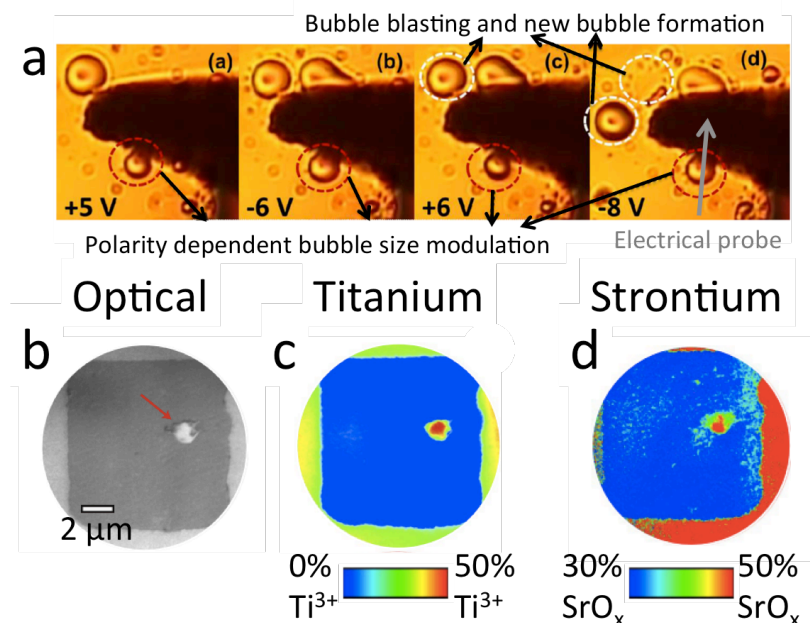 Bubble blasting and new bubble formation
a
(a) (b) (c) (d)
+5 V -6 V +6 V -8 V
Polarity dependent bubble size modulation
Electrical probe
Optical Titanium Strontium
b c d
2 μm
0% 50% 30% 50%
Ti³⁺ Ti³⁺ SrOₓ SrOₓ